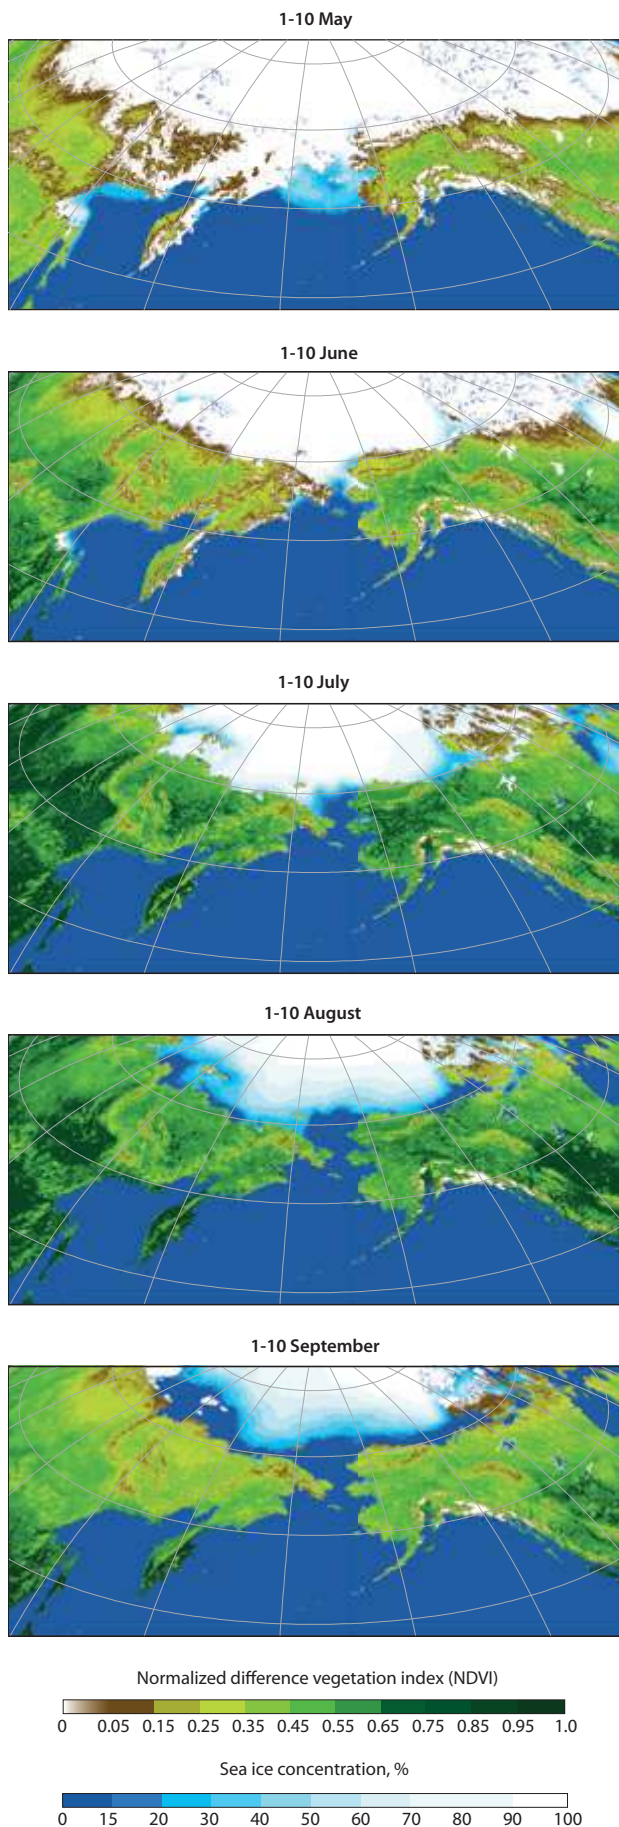 1-10 May
1-10 June
1-10 July
1-10 August
1-10 September
Normalized difference vegetation index (NDVI)
0 0.05 0.15 0.25 0.35 0.45 0.55 0.65 0.75 0.85 0.95 1.0
Sea ice concentration, %
0 15 20 30 40 50 60 70 80 90 100